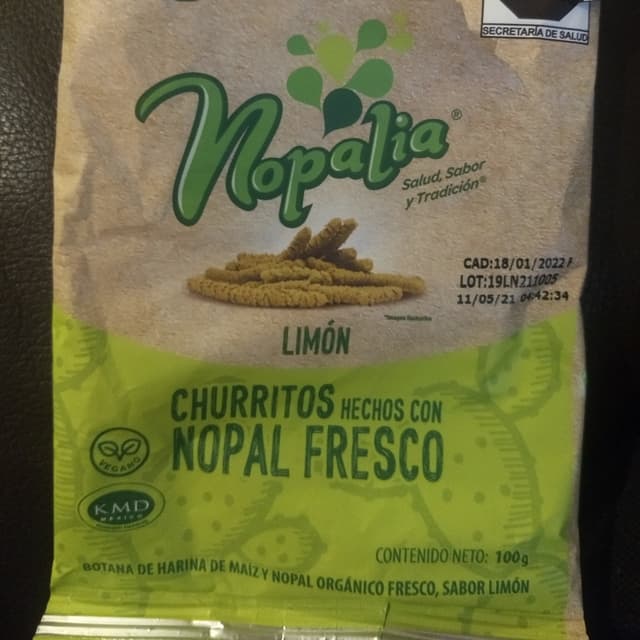 SECRETARÍA DE SALUD
Nopalia®
Salud, Sabor
y Tradición®
CAD:18/01/2022
LOT:19LN211005
11/05/21 04:42:34
LIMÓN
CHURRITOS HECHOS CON
NOPAL FRESCO
VEGANO
KMD
MÉXICO
CONTENIDO NETO: 100g
BOTANA DE HARINA DE MAÍZ Y NOPAL ORGÁNICO FRESCO, SABOR LIMÓN